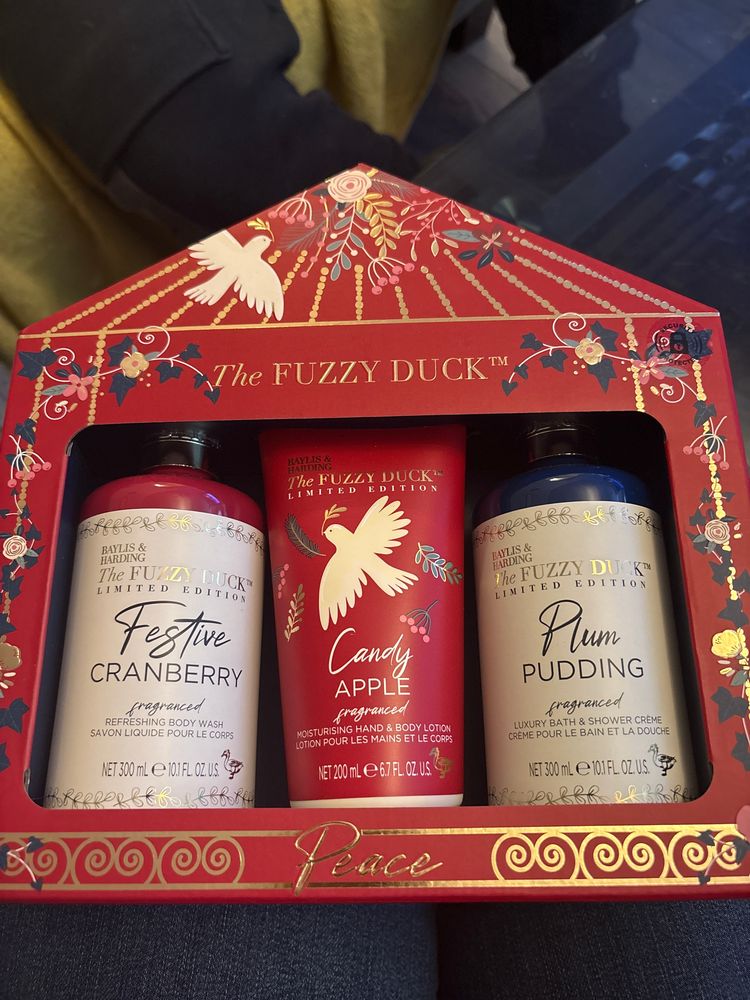 The FUZZY DUCK™
BAYLIS &
HARDING
The FUZZY DUCK™
LIMITED EDITION
Festive
CRANBERRY
fragranced
REFRESHING BODY WASH
SAVON LIQUIDE POUR LE CORPS
NET 300 mL e 10.1 FL. OZ. U.S.
BAYLIS &
HARDING
The FUZZY DUCK™
LIMITED EDITION
Candy
APPLE
fragranced
MOISTURISING HAND & BODY LOTION
LOTION POUR LES MAINS ET LE CORPS
NET 200 mL e 6.7 FL. OZ. U.S.
BAYLIS &
HARDING
The FUZZY DUCK™
LIMITED EDITION
Plum
PUDDING
fragranced
LUXURY BATH & SHOWER CRÈME
CRÈME POUR LE BAIN ET LA DOUCHE
NET 300 mL e 10.1 FL. OZ. U.S.
Peace